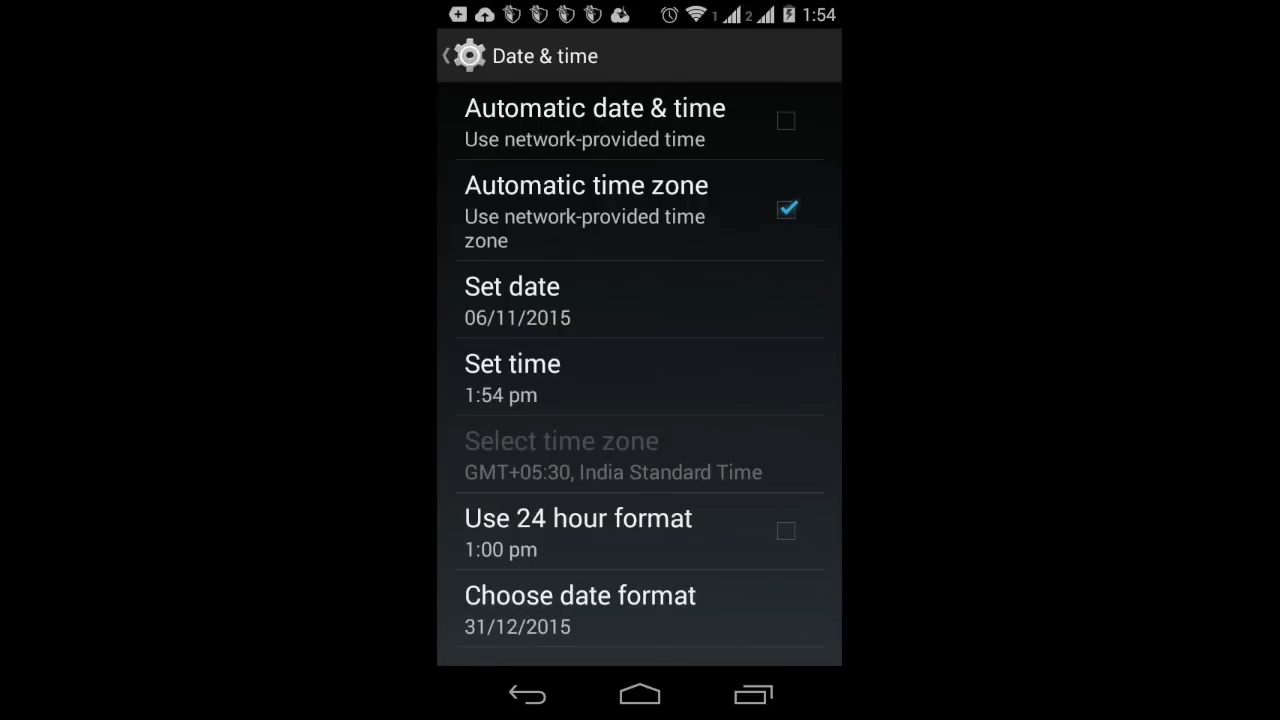 1 2 1:54
Date & time
Automatic date & time
Use network-provided time
Automatic time zone
Use network-provided time
zone
Set date
06/11/2015
Set time
1:54 pm
Select time zone
GMT+05:30, India Standard Time
Use 24 hour format
1:00 pm
Choose date format
31/12/2015